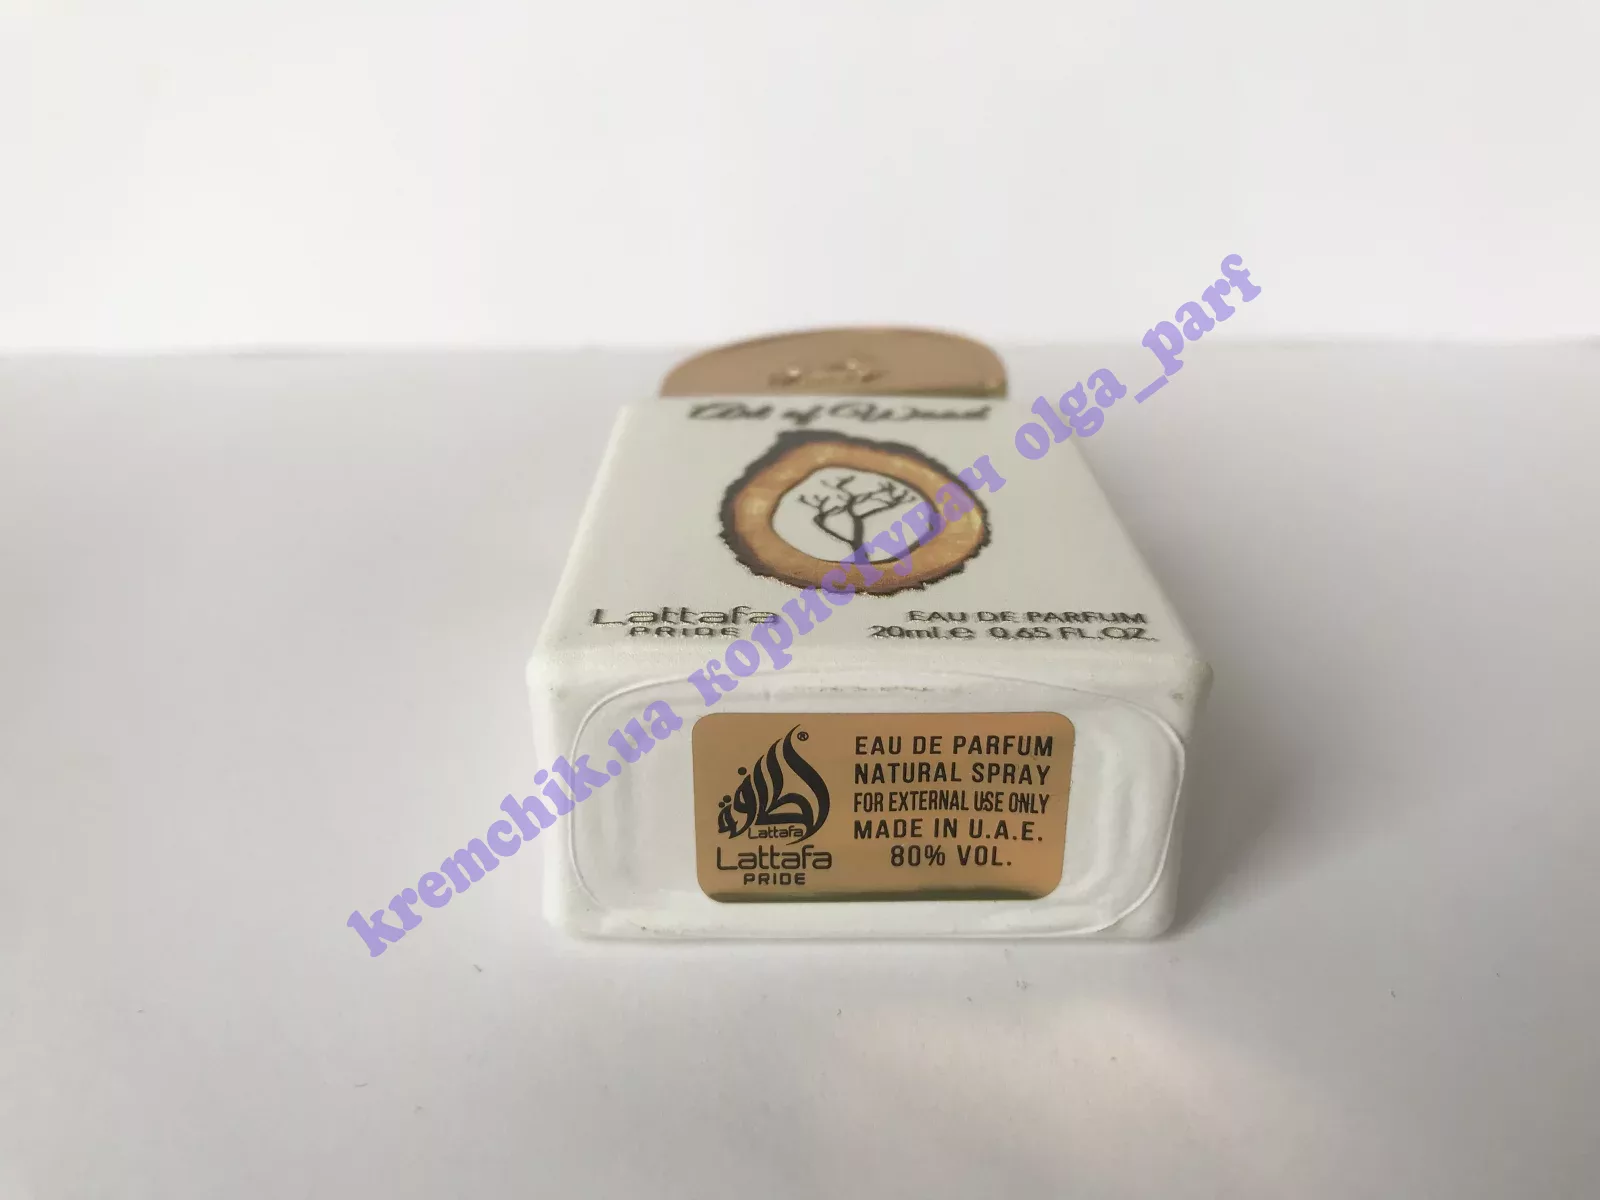 Art of Wood
Lattafa
PRIDE
EAU DE PARFUM
20ml.e 0.65 FL.OZ.
لطافة
®
Lattafa
Lattafa
PRIDE
EAU DE PARFUM
NATURAL SPRAY
FOR EXTERNAL USE ONLY
MADE IN U.A.E.
80% VOL.
kremchik.ua користувач olga_parf